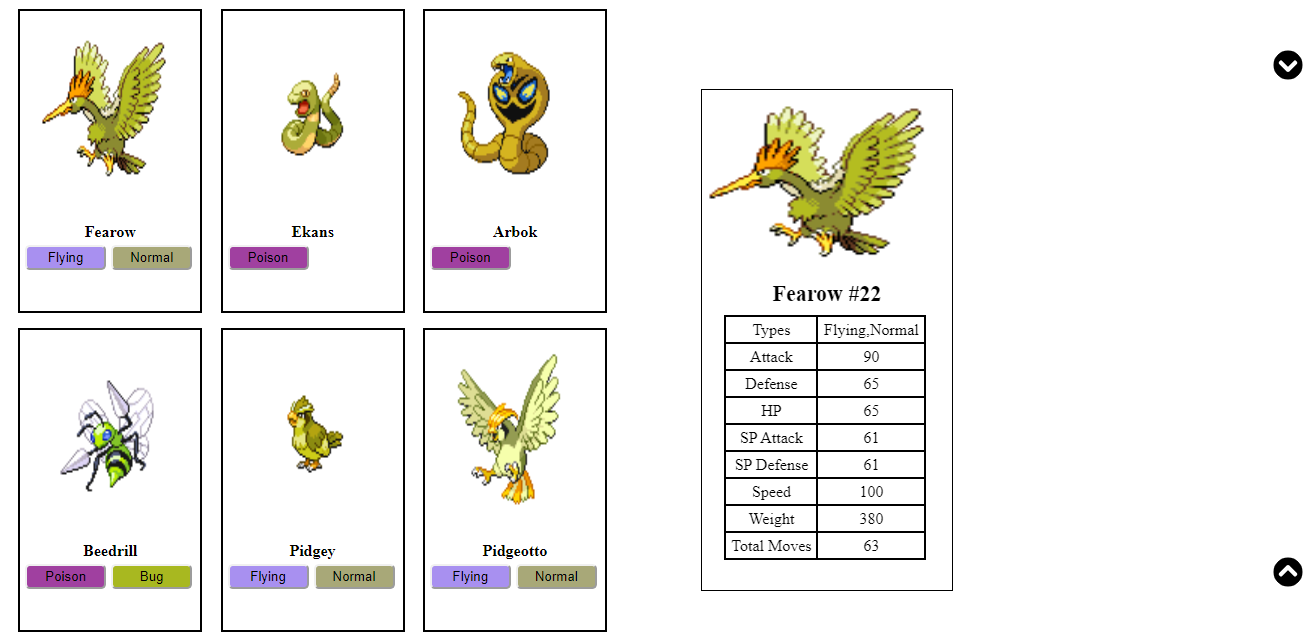 Fearow
Flying Normal
Ekans
Poison
Arbok
Poison
Beedrill
Poison Bug
Pidgey
Flying Normal
Pidgeotto
Flying Normal
Fearow #22
Types Flying,Normal
Attack 90
Defense 65
HP 65
SP Attack 61
SP Defense 61
Speed 100
Weight 380
Total Moves 63